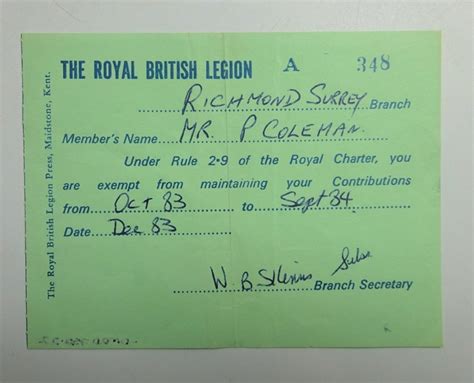 THE ROYAL BRITISH LEGION A 348
RICHMOND SURREY Branch
Member's Name MR. P COLEMAN.
Under Rule 2·9 of the Royal Charter, you
are exempt from maintaining your Contributions
from OCT 83 to Sept 84.
Date Dec 83
W. B
Branch Secretary
The Royal British Legion Press, Maidstone, Kent.